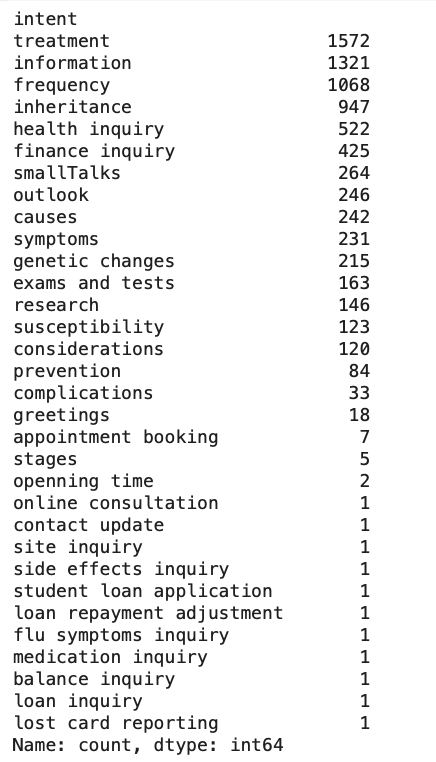 intent
treatment 1572
information 1321
frequency 1068
inheritance 947
health inquiry 522
finance inquiry 425
smallTalks 264
outlook 246
causes 242
symptoms 231
genetic changes 215
exams and tests 163
research 146
susceptibility 123
considerations 120
prevention 84
complications 33
greetings 18
appointment booking 7
stages 5
openning time 2
online consultation 1
contact update 1
site inquiry 1
side effects inquiry 1
student loan application 1
loan repayment adjustment 1
flu symptoms inquiry 1
medication inquiry 1
balance inquiry 1
loan inquiry 1
lost card reporting 1
Name: count, dtype: int64